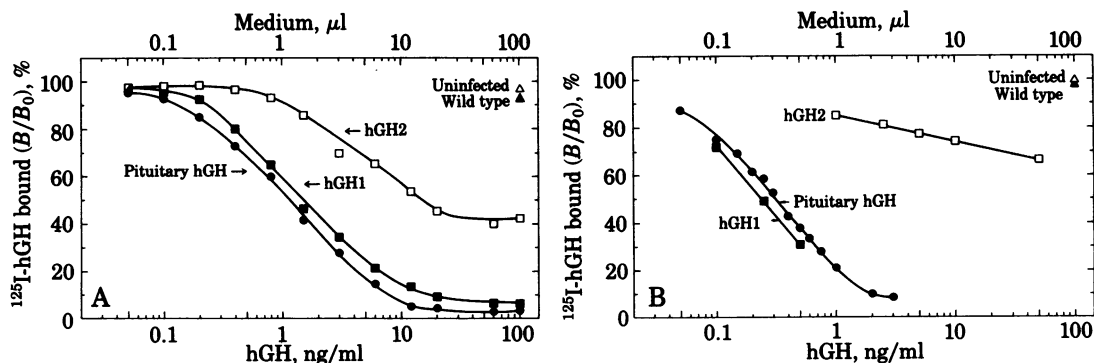 Medium, μl
0.1 1 10 100
¹²⁵I-hGH bound (B/B₀), %
100
80
60
40
20
0
Uninfected
Wild type
hGH2
Pituitary hGH
hGH1
A
0.1 1 10 100
hGH, ng/ml
Medium, μl
0.1 1 10 100
¹²⁵I-hGH bound (B/B₀), %
100
80
60
40
20
0
Uninfected
Wild type
hGH2
Pituitary hGH
hGH1
B
0.1 1 10 100
hGH, ng/ml